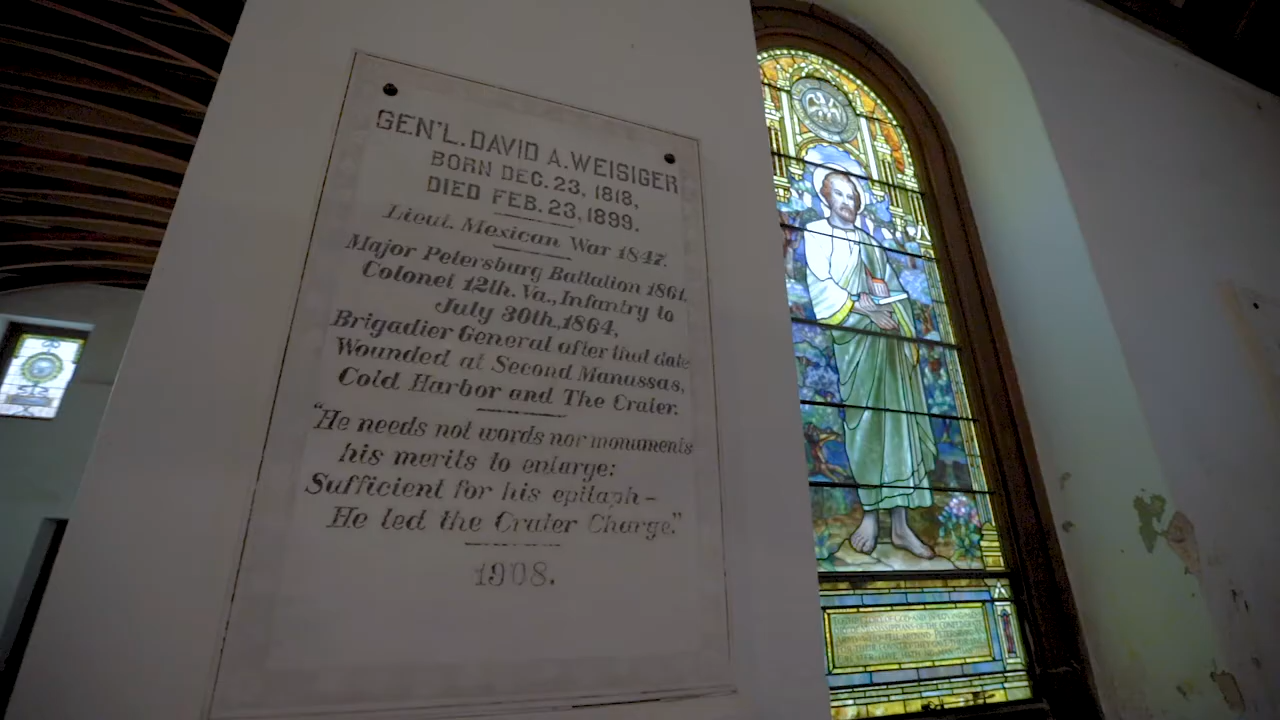 GEN'L. DAVID A. WEISIGER
BORN DEC. 23, 1818,
DIED FEB. 23, 1899.
Lieut. Mexican War 1847.
Major Petersburg Battalion 1861,
Colonel 12th. Va., Infantry to
July 30th, 1864,
Brigadier General after that date
Wounded at Second Manassas,
Cold Harbor and The Crater.
"He needs not words nor monuments
his merits to enlarge:
Sufficient for his epitaph-
He led the Crater Charge."
1908.